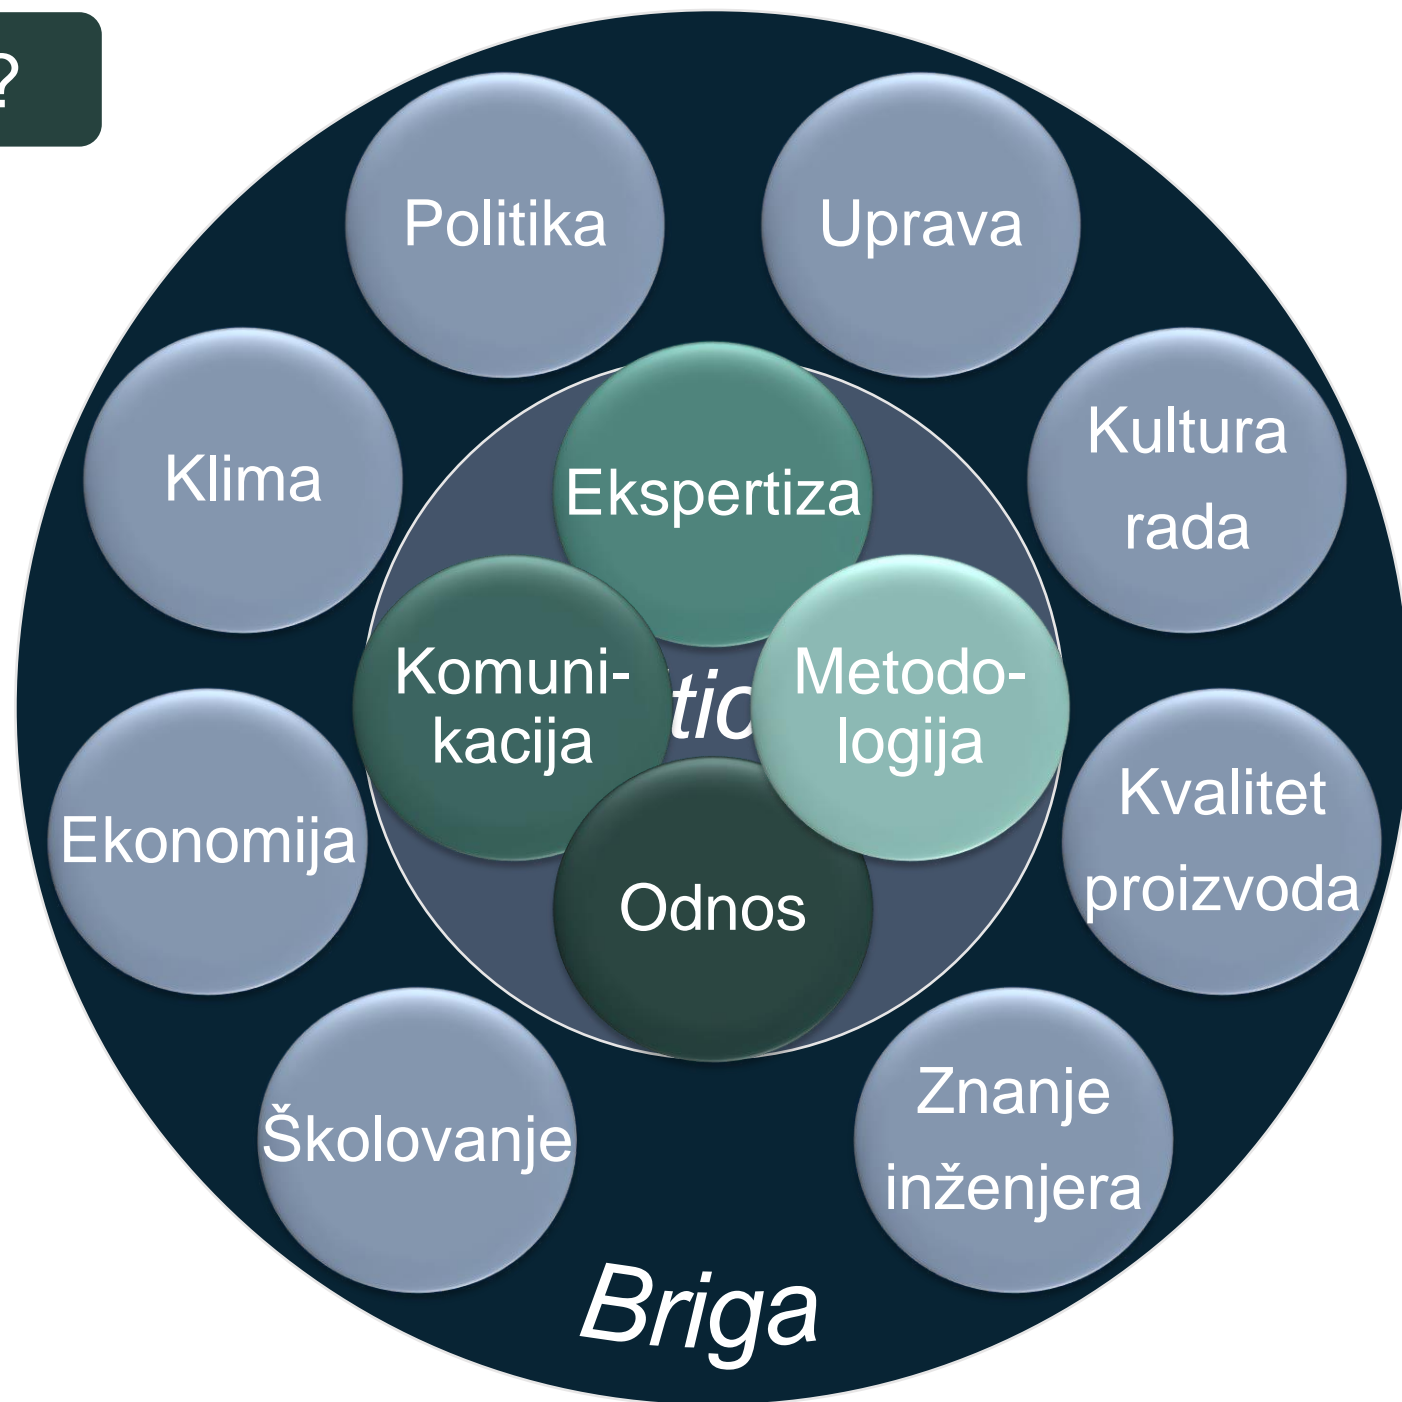 ?
Politika
Uprava
Klima
Ekspertiza
Kultura
rada
Komuni-
kacija
Metodo-
logija
Ekonomija
Kvalitet
proizvoda
Odnos
Školovanje
Znanje
inženjera
Briga